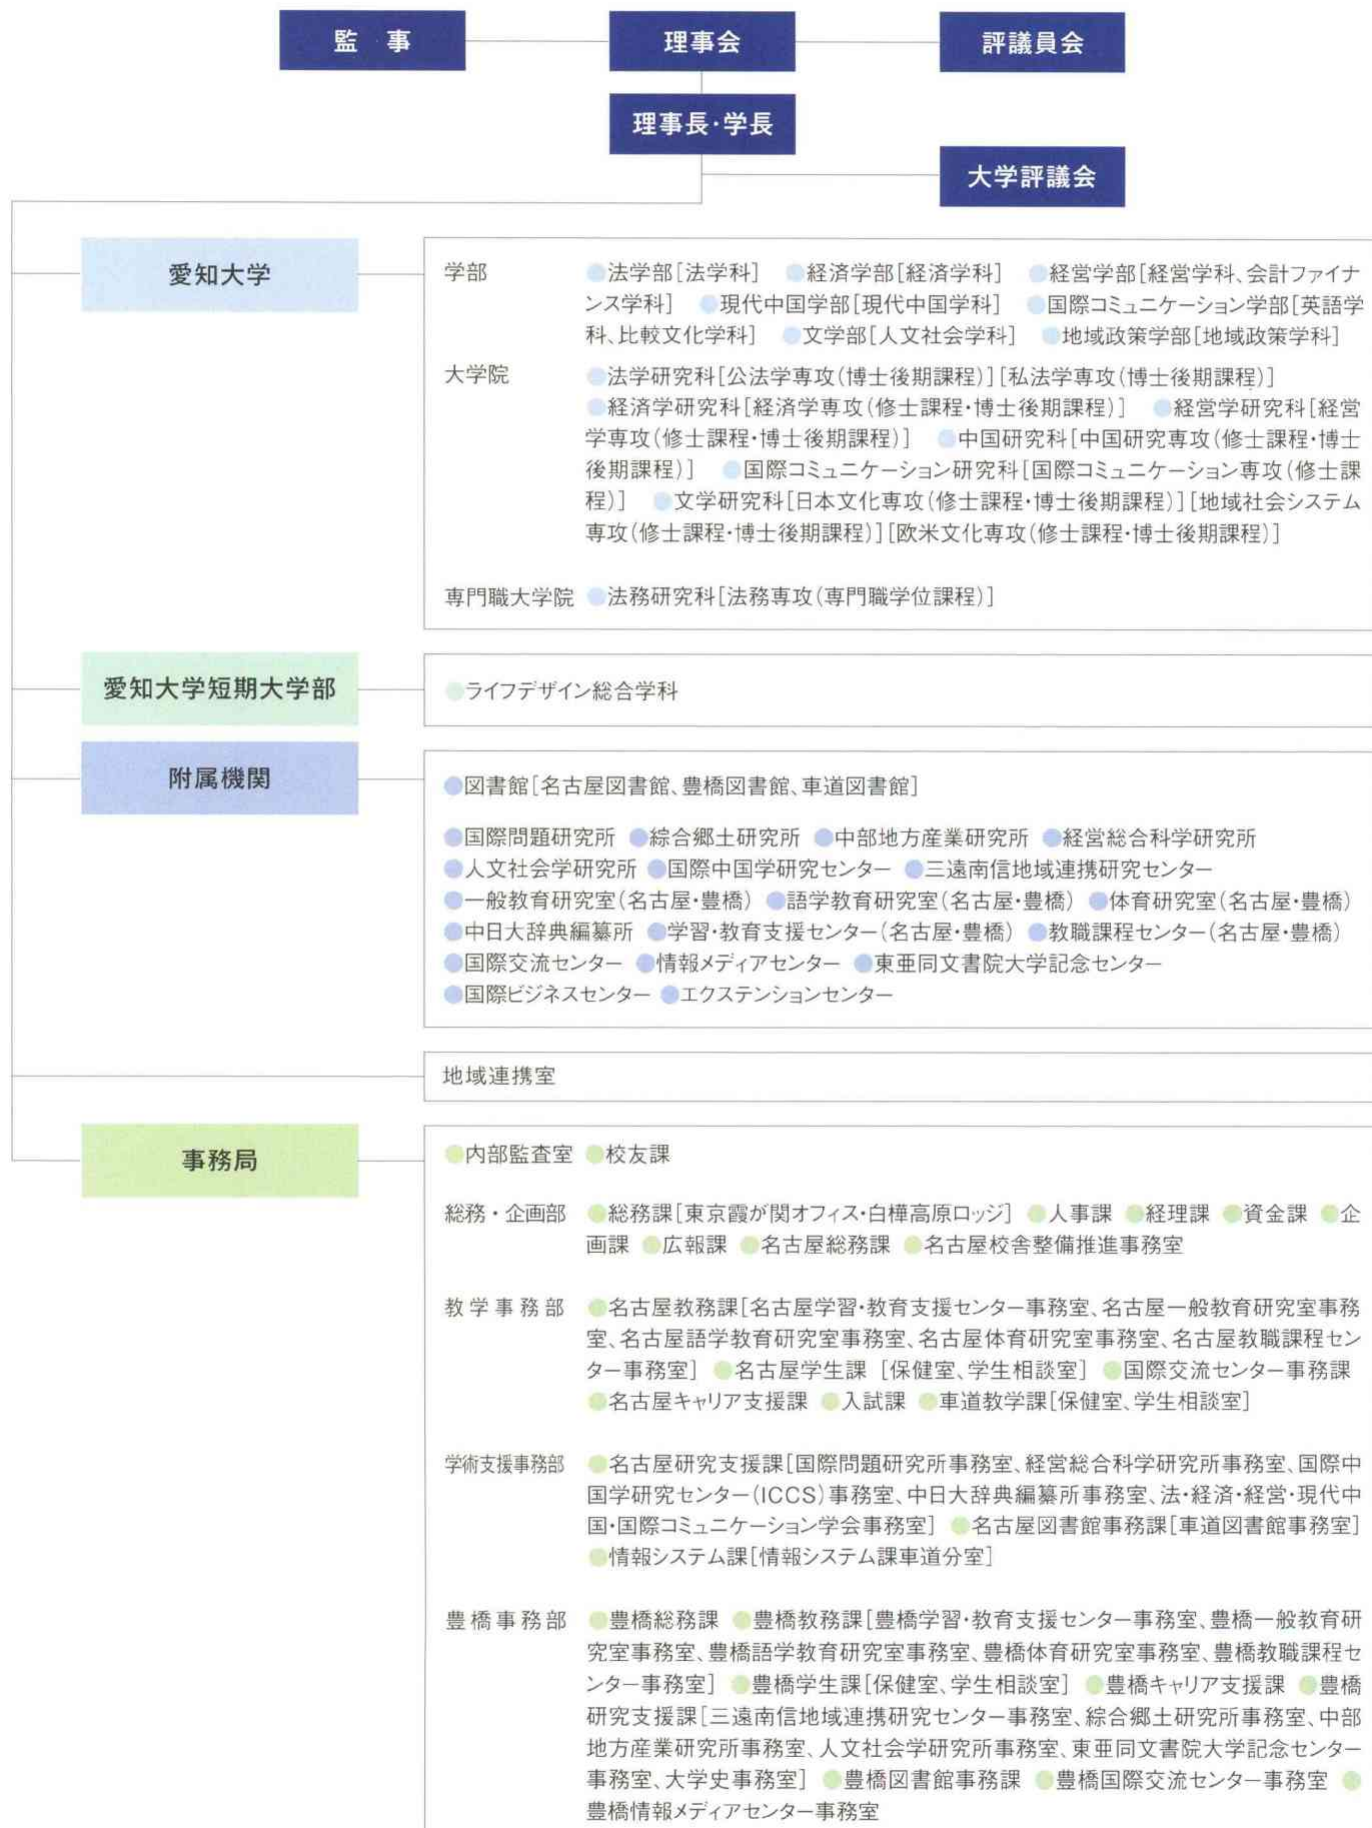 監 事
理事会
評議員会
理事長・学長
大学評議会
愛知大学
学部 ●法学部[法学科] ●経済学部[経済学科] ●経営学部[経営学科、会計ファイナ
ンス学科] ●現代中国学部[現代中国学科] ●国際コミュニケーション学部[英語学
科、比較文化学科] ●文学部[人文社会学科] ●地域政策学部[地域政策学科]
大学院 ●法学研究科[公法学専攻(博士後期課程)][私法学専攻(博士後期課程)]
●経済学研究科[経済学専攻(修士課程・博士後期課程)] ●経営学研究科[経営
学専攻(修士課程・博士後期課程)] ●中国研究科[中国研究専攻(修士課程・博士
後期課程)] ●国際コミュニケーション研究科[国際コミュニケーション専攻(修士課
程)] ●文学研究科[日本文化専攻(修士課程・博士後期課程)][地域社会システム
専攻(修士課程・博士後期課程)][欧米文化専攻(修士課程・博士後期課程)]
専門職大学院 ●法務研究科[法務専攻(専門職学位課程)]
愛知大学短期大学部
●ライフデザイン総合学科
附属機関
●図書館[名古屋図書館、豊橋図書館、車道図書館]
●国際問題研究所 ●綜合郷土研究所 ●中部地方産業研究所 ●経営総合科学研究所
●人文社会学研究所 ●国際中国学研究センター ●三遠南信地域連携研究センター
●一般教育研究室(名古屋・豊橋) ●語学教育研究室(名古屋・豊橋) ●体育研究室(名古屋・豊橋)
●中日大辞典編纂所 ●学習・教育支援センター(名古屋・豊橋) ●教職課程センター(名古屋・豊橋)
●国際交流センター ●情報メディアセンター ●東亜同文書院大学記念センター
●国際ビジネスセンター ●エクステンションセンター
地域連携室
事務局
●内部監査室 ●校友課
総務・企画部 ●総務課[東京霞が関オフィス・白樺高原ロッジ] ●人事課 ●経理課 ●資金課 ●企
画課 ●広報課 ●名古屋総務課 ●名古屋校舎整備推進事務室
教学事務部 ●名古屋教務課[名古屋学習・教育支援センター事務室、名古屋一般教育研究室事務
室、名古屋語学教育研究室事務室、名古屋体育研究室事務室、名古屋教職課程セン
ター事務室] ●名古屋学生課 [保健室、学生相談室] ●国際交流センター事務課
●名古屋キャリア支援課 ●入試課 ●車道教学課[保健室、学生相談室]
学術支援事務部 ●名古屋研究支援課[国際問題研究所事務室、経営総合科学研究所事務室、国際中
国学研究センター(ICCS)事務室、中日大辞典編纂所事務室、法・経済・経営・現代中
国・国際コミュニケーション学会事務室] ●名古屋図書館事務課[車道図書館事務室]
●情報システム課[情報システム課車道分室]
豊橋事務部 ●豊橋総務課 ●豊橋教務課[豊橋学習・教育支援センター事務室、豊橋一般教育研
究室事務室、豊橋語学教育研究室事務室、豊橋体育研究室事務室、豊橋教職課程セ
ンター事務室] ●豊橋学生課[保健室、学生相談室] ●豊橋キャリア支援課 ●豊橋
研究支援課[三遠南信地域連携研究センター事務室、綜合郷土研究所事務室、中部
地方産業研究所事務室、人文社会学研究所事務室、東亜同文書院大学記念センター
事務室、大学史事務室] ●豊橋図書館事務課 ●豊橋国際交流センター事務室 ●
豊橋情報メディアセンター事務室